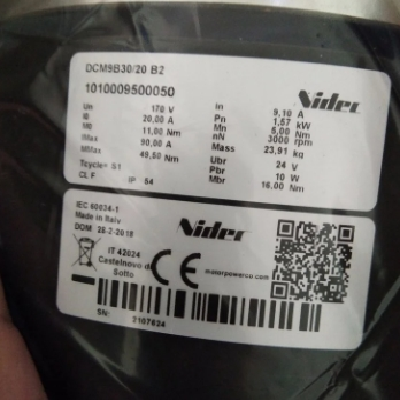 DCM9B30/20 B2
1010009500050
Nidec
Un 170 V In 9,10 A
I0 20,00 A Pn 1,57 kW
M0 11,00 Nm Mn 5,00 Nm
IMax 90,00 A nN 3000 rpm
MMax 49,50 Nm Mass 23,91 kg
Tcycle S1 Ubr 24 V
CL F IP 54 Pbr 10 W
Mbr 16,00 Nm
IEC 60034-1
Made in Italy
DOM 28-2-2018
Nidec
IT 42024
Castelnovo di
Sotto
CE
motorpowerco.com
SN: 2107624